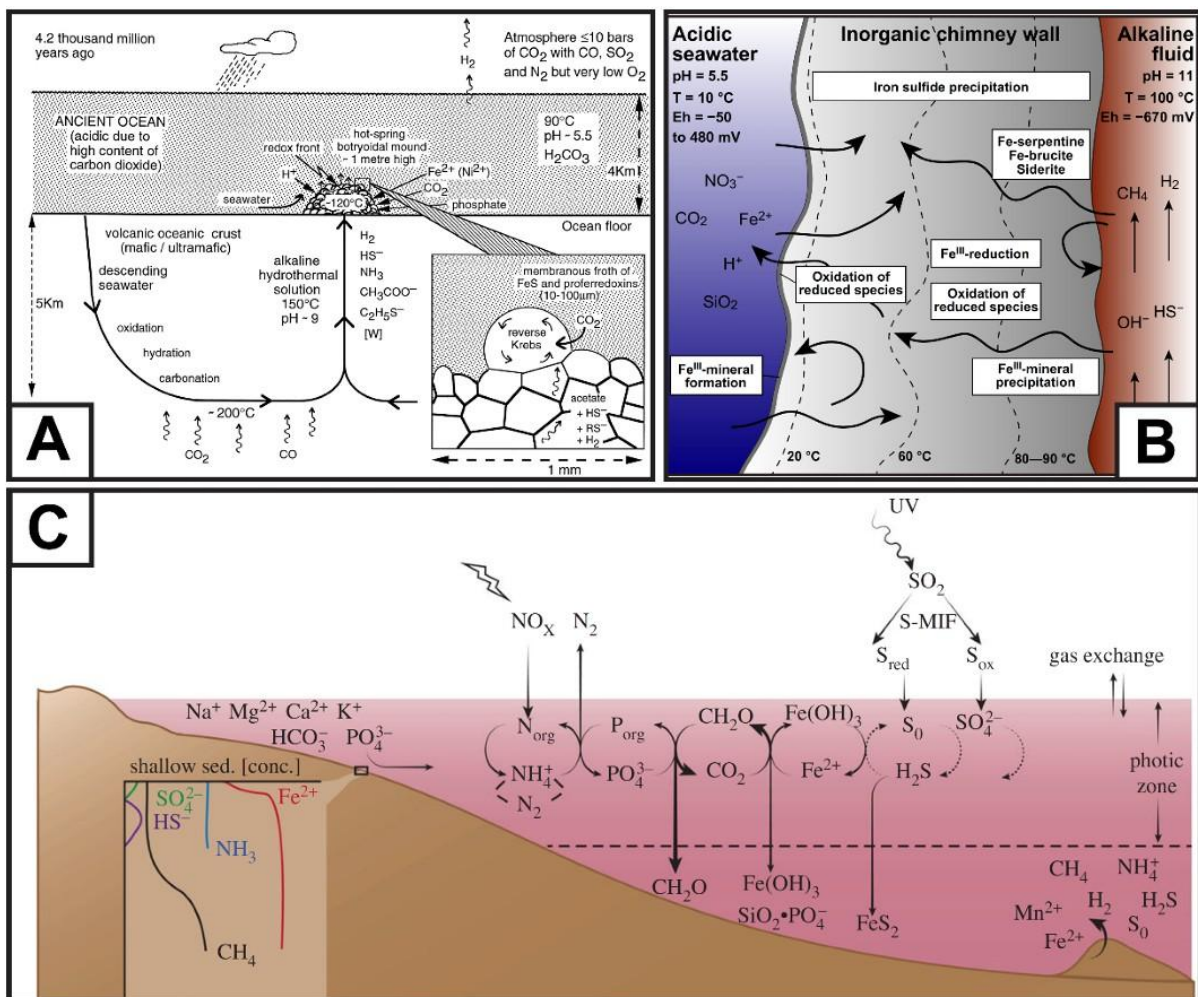 4.2 thousand million
years ago
H₂
Atmosphere ≤10 bars
of CO₂ with CO, SO₂
and N₂ but very low O₂
ANCIENT OCEAN
(acidic due to
high content of
carbon dioxide)
redox front
hot-spring
botryoidal mound
~ 1 metre high
90°C
pH ~ 5.5
H₂CO₃
4Km
H⁺
seawater
~120°C
Fe²⁺ (Ni²⁺)
CO₂
phosphate
Ocean floor
5Km
volcanic oceanic crust
(mafic / ultramafic)
descending
seawater
oxidation
hydration
carbonation
~200°C
CO₂
CO
alkaline
hydrothermal
solution
150°C
pH ~ 9
H₂
HS⁻
NH₃
CH₃COO⁻
C₂H₅S⁻
[W]
membranous froth of
FeS and proferredoxins
(10-100μm)
reverse
Krebs
CO₂
acetate
+ HS⁻
+ RS⁻
+ H₂
1 mm
A
Acidic
seawater
pH = 5.5
T = 10 °C
Eh = −50
to 480 mV
Inorganic chimney wall
Alkaline
fluid
pH = 11
T = 100 °C
Eh = −670 mV
Iron sulfide precipitation
Fe-serpentine
Fe-brucite
Siderite
NO₃⁻
CO₂
Fe²⁺
H⁺
SiO₂
CH₄
H₂
Feᴵᴵᴵ-reduction
Oxidation of
reduced species
Oxidation of
reduced species
OH⁻
HS⁻
Feᴵᴵᴵ-mineral
formation
Feᴵᴵᴵ-mineral
precipitation
20 °C
60 °C
80—90 °C
B
C
UV
SO₂
S-MIF
S_red
S_ox
NO_X
N₂
gas exchange
Na⁺ Mg²⁺ Ca²⁺ K⁺
HCO₃⁻ PO₄³⁻
N_org
P_org
CH₂O
Fe(OH)₃
S₀
SO₄²⁻
NH₄⁺
PO₄³⁻
CO₂
Fe²⁺
H₂S
N₂
photic
zone
shallow sed. [conc.]
SO₄²⁻
HS⁻
NH₃
Fe²⁺
CH₄
CH₂O
Fe(OH)₃
SiO₂•PO₄⁻
FeS₂
CH₄
NH₄⁺
Mn²⁺
H₂
H₂S
Fe²⁺
S₀